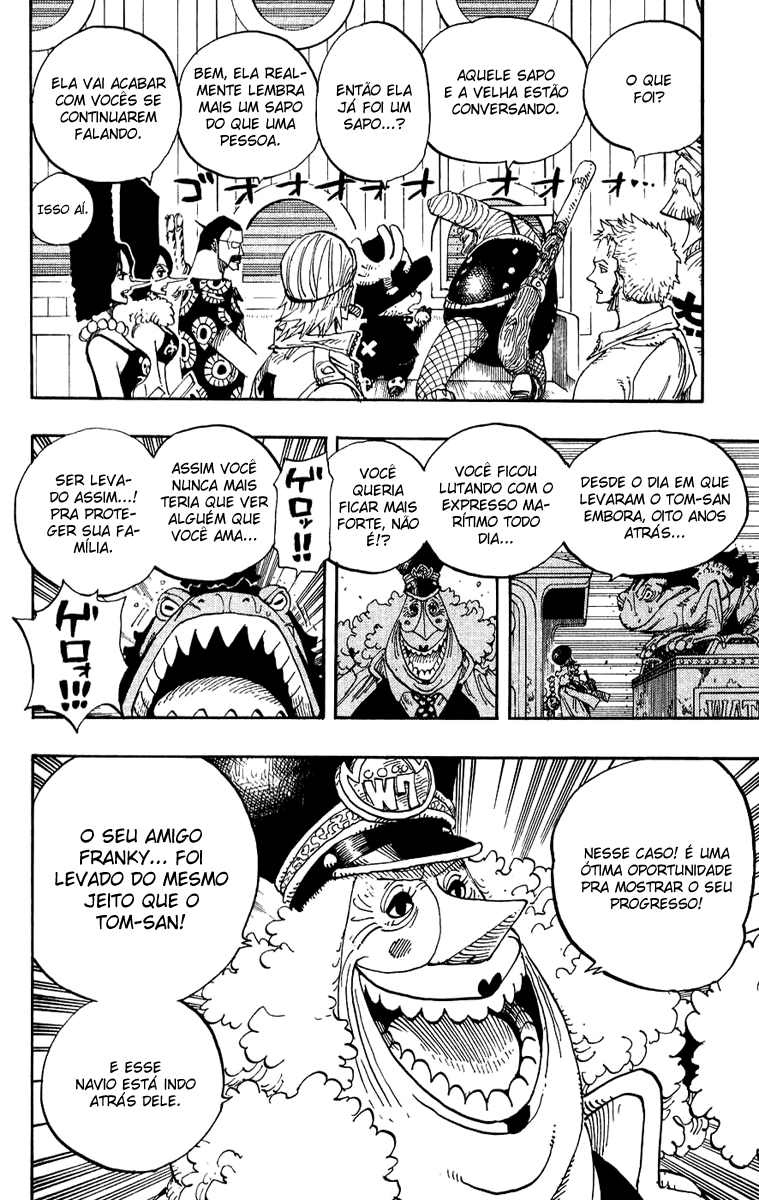 O QUE
FOI?
AQUELE SAPO
E A VELHA ESTÃO
CONVERSANDO.
ENTÃO ELA
JÁ FOI UM
SAPO...?
BEM, ELA REAL-
MENTE LEMBRA
MAIS UM SAPO
DO QUE UMA
PESSOA.
ELA VAI ACABAR
COM VOCÊS SE
CONTINUAREM
FALANDO.
ISSO AÍ.
ゴオオオオオオオ...
DESDE O DIA EM QUE
LEVARAM O TOM-SAN
EMBORA, OITO ANOS
ATRÁS...
VOCÊ FICOU
LUTANDO COM O
EXPRESSO MA-
RÍTIMO TODO
DIA...
VOCÊ
QUERIA
FICAR MAIS
FORTE, NÃO
É!?
ゲロッ!!
ASSIM VOCÊ
NUNCA MAIS
TERIA QUE VER
ALGUÉM QUE
VOCÊ AMA...
SER LEVA-
DO ASSIM...!
PRA PROTE-
GER SUA FA-
MÍLIA.
ゲロォ!!!
NESSE CASO! É UMA
ÓTIMA OPORTUNIDADE
PRA MOSTRAR O SEU
PROGRESSO!
W7
O SEU AMIGO
FRANKY... FOI
LEVADO DO MESMO
JEITO QUE O
TOM-SAN!
E ESSE
NAVIO ESTÁ INDO
ATRÁS DELE.